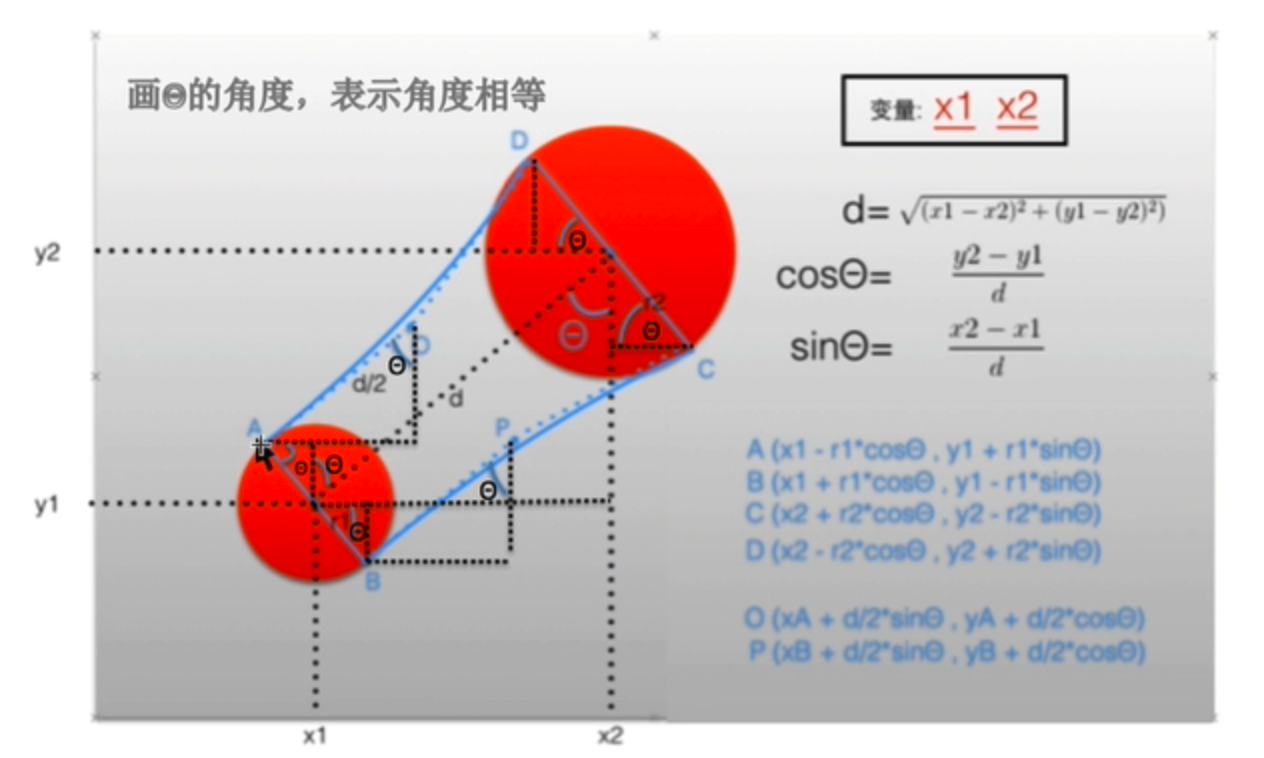 画Θ的角度，表示角度相等
变量: x1 x2
d= √(x1 − x2)² + (y1 − y2)²)
cosΘ= y2 − y1 / d
sinΘ= x2 − x1 / d
A (x1 - r1*cosΘ , y1 + r1*sinΘ)
B (x1 + r1*cosΘ , y1 - r1*sinΘ)
C (x2 + r2*cosΘ , y2 - r2*sinΘ)
D (x2 - r2*cosΘ , y2 + r2*sinΘ)
O (xA + d/2*sinΘ , yA + d/2*cosΘ)
P (xB + d/2*sinΘ , yB + d/2*cosΘ)
D
y2
Θ
r2
Θ
Θ
O
C
Θ
d/2
d
A
P
Θ
Θ
Θ
y1
r1
Θ
B
x1
x2